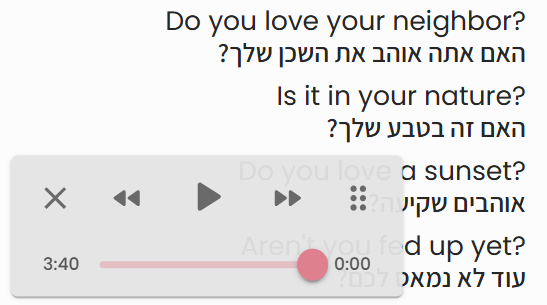 Do you love your neighbor?
האם אתה אוהב את השכן שלך?
Is it in your nature?
האם זה בטבע שלך?
Do you love a sunset?
אוהבים שקיעה?
Aren't you fed up yet?
עוד לא נמאס לכם?
3:40 0:00